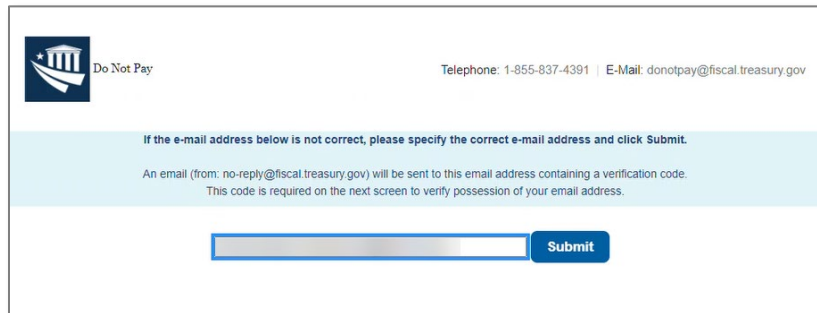 Do Not Pay
Telephone: 1-855-837-4391 | E-Mail: donotpay@fiscal.treasury.gov
If the e-mail address below is not correct, please specify the correct e-mail address and click Submit.
An email (from: no-reply@fiscal.treasury.gov) will be sent to this email address containing a verification code.
This code is required on the next screen to verify possession of your email address.
Submit